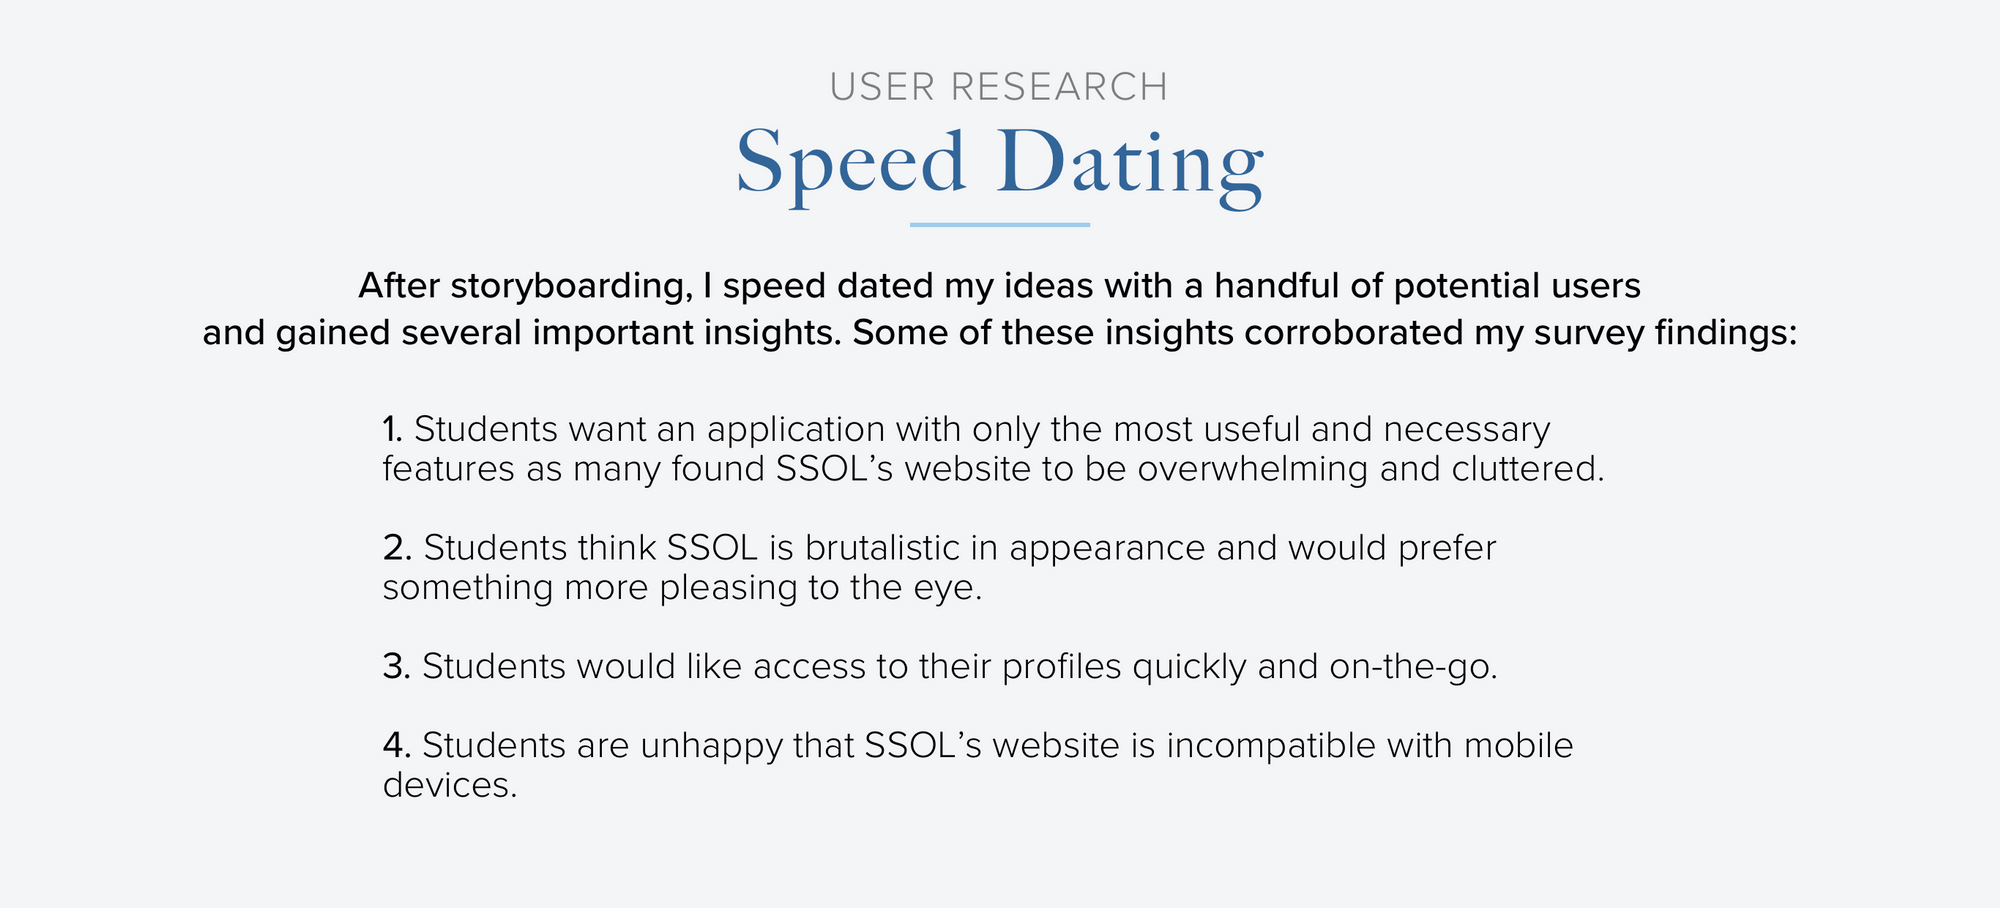 USER RESEARCH
Speed Dating
After storyboarding, I speed dated my ideas with a handful of potential users
and gained several important insights. Some of these insights corroborated my survey findings:
1. Students want an application with only the most useful and necessary
features as many found SSOL’s website to be overwhelming and cluttered.
2. Students think SSOL is brutalistic in appearance and would prefer
something more pleasing to the eye.
3. Students would like access to their profiles quickly and on-the-go.
4. Students are unhappy that SSOL’s website is incompatible with mobile
devices.